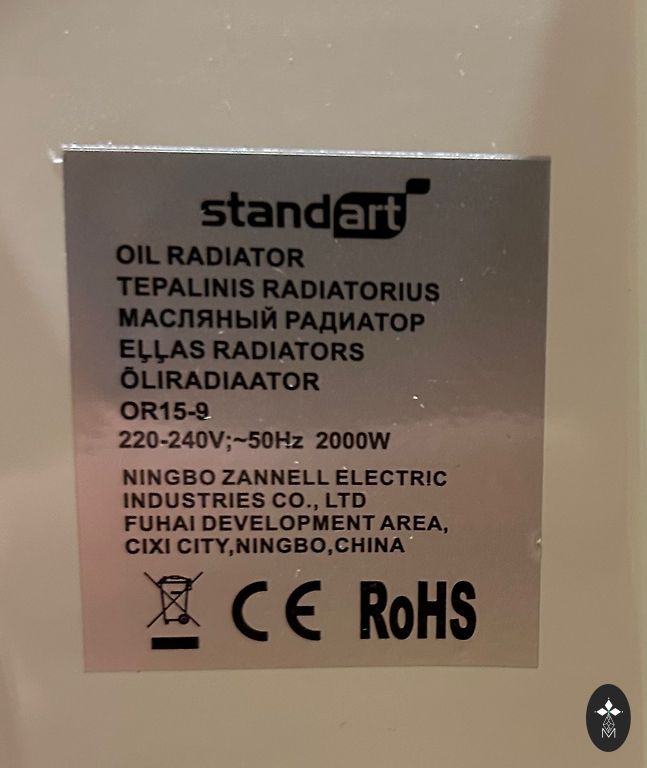 standart
OIL RADIATOR
TEPALINIS RADIATORIUS
МАСЛЯНЫЙ РАДИАТОР
EĻĻAS RADIATORS
ÕLIRADIAATOR
OR15-9
220-240V;~50Hz 2000W
NINGBO ZANNELL ELECTRIC
INDUSTRIES CO., LTD
FUHAI DEVELOPMENT AREA,
CIXI CITY,NINGBO,CHINA
CE RoHS
M